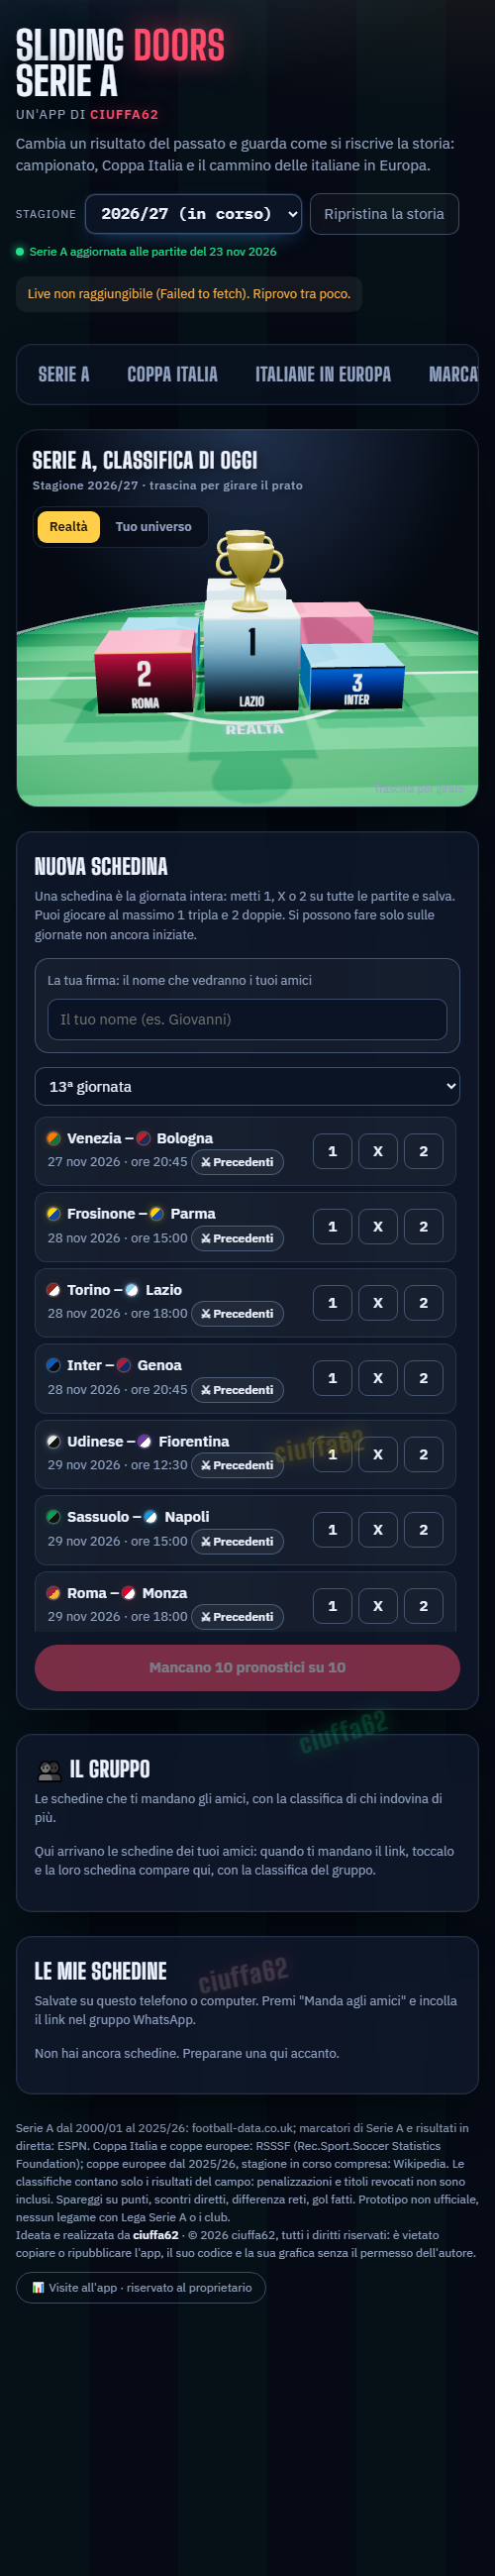 SLIDING DOORS
SERIE A
UN'APP DI CIUFFA62
Cambia un risultato del passato e guarda come si riscrive la storia:
campionato, Coppa Italia e il cammino delle italiane in Europa.
STAGIONE 2026/27 (in corso) Ripristina la storia
Serie A aggiornata alle partite del 23 nov 2026
Live non raggiungibile (Failed to fetch). Riprovo tra poco.
SERIE A COPPA ITALIA ITALIANE IN EUROPA MARCA
SERIE A, CLASSIFICA DI OGGI
Stagione 2026/27 · trascina per girare il prato
Realtà Tuo universo
1
2
3
ROMA
LAZIO
INTER
REALTÀ
Trascina per girare
NUOVA SCHEDINA
Una schedina è la giornata intera: metti 1, X o 2 su tutte le partite e salva.
Puoi giocare al massimo 1 tripla e 2 doppie. Si possono fare solo sulle
giornate non ancora iniziate.
La tua firma: il nome che vedranno i tuoi amici
Il tuo nome (es. Giovanni)
13ª giornata
Venezia – Bologna
27 nov 2026 · ore 20:45 Precedenti 1 X 2
Frosinone – Parma
28 nov 2026 · ore 15:00 Precedenti 1 X 2
Torino – Lazio
28 nov 2026 · ore 18:00 Precedenti 1 X 2
Inter – Genoa
28 nov 2026 · ore 20:45 Precedenti 1 X 2
Udinese – Fiorentina
29 nov 2026 · ore 12:30 Precedenti 1 X 2
ciuffa62
Sassuolo – Napoli
29 nov 2026 · ore 15:00 Precedenti 1 X 2
Roma – Monza
29 nov 2026 · ore 18:00 Precedenti 1 X 2
Mancano 10 pronostici su 10
ciuffa62
IL GRUPPO
Le schedine che ti mandano gli amici, con la classifica di chi indovina di
più.
Qui arrivano le schedine dei tuoi amici: quando ti mandano il link, toccalo
e la loro schedina compare qui, con la classifica del gruppo.
LE MIE SCHEDINE
ciuffa62
Salvate su questo telefono o computer. Premi "Manda agli amici" e incolla
il link nel gruppo WhatsApp.
Non hai ancora schedine. Preparane una qui accanto.
Serie A dal 2000/01 al 2025/26: football-data.co.uk; marcatori di Serie A e risultati in
diretta: ESPN. Coppa Italia e coppe europee: RSSSF (Rec.Sport.Soccer Statistics
Foundation); coppe europee dal 2025/26, stagione in corso compresa: Wikipedia. Le
classifiche contano solo i risultati del campo: penalizzazioni e titoli revocati non sono
inclusi. Spareggi su punti, scontri diretti, differenza reti, gol fatti. Prototipo non ufficiale,
nessun legame con Lega Serie A o i club.
Ideata e realizzata da ciuffa62 · © 2026 ciuffa62, tutti i diritti riservati: è vietato
copiare o ripubblicare l'app, il suo codice e la sua grafica senza il permesso dell'autore.
Visite all'app · riservato al proprietario